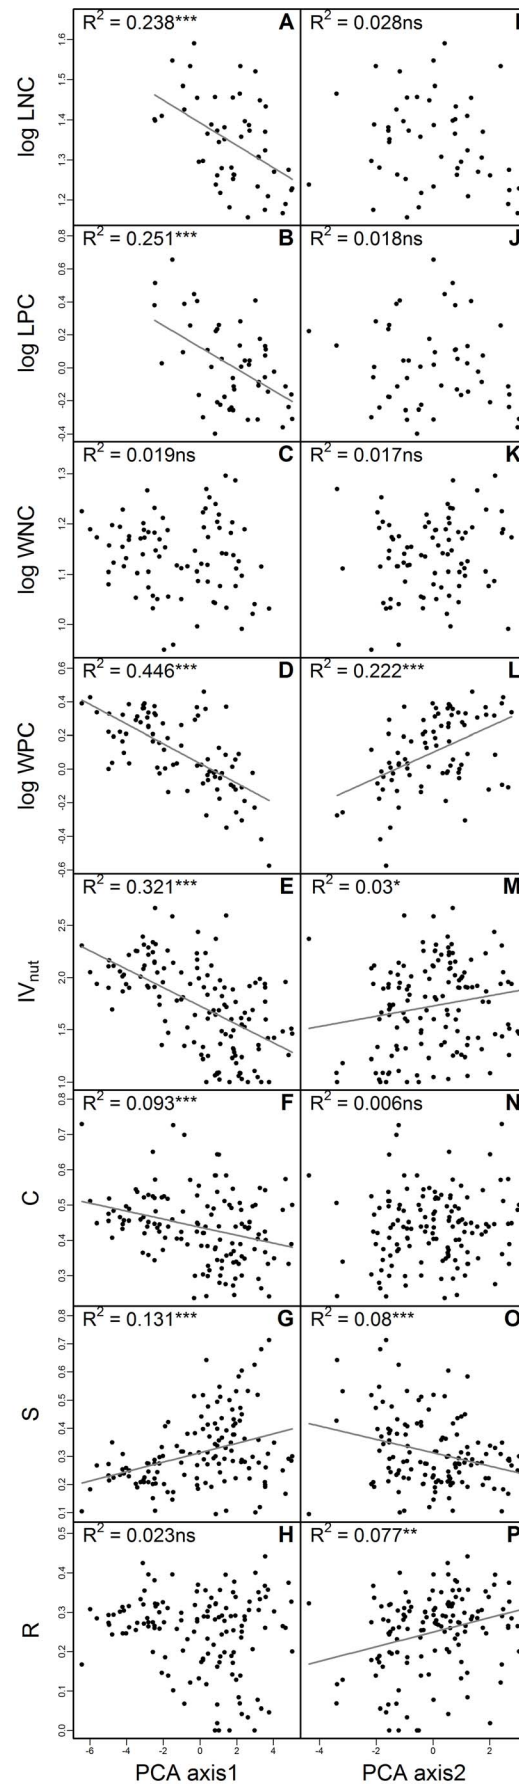 R² = 0.238*** A
R² = 0.028ns
log LNC
1.2 1.3 1.4 1.5 1.6
R² = 0.251*** B
R² = 0.018ns J
log LPC
-0.4 -0.2 0.0 0.2 0.4 0.6 0.8
R² = 0.019ns C
R² = 0.017ns K
log WNC
1.0 1.1 1.2 1.3
R² = 0.446*** D
R² = 0.222*** L
log WPC
-0.6 -0.4 -0.2 0.0 0.2 0.4 0.6
R² = 0.321*** E
R² = 0.03* M
IVnut
1.0 1.5 2.0 2.5
R² = 0.093*** F
R² = 0.006ns N
C
0.3 0.4 0.5 0.6 0.7 0.8
R² = 0.131*** G
R² = 0.08*** O
S
0.1 0.2 0.3 0.4 0.5 0.6 0.7 0.8
R² = 0.023ns H
R² = 0.077** P
R
0.0 0.1 0.2 0.3 0.4 0.5
-6 -4 -2 0 2 4
-4 -2 0 2
PCA axis1
PCA axis2